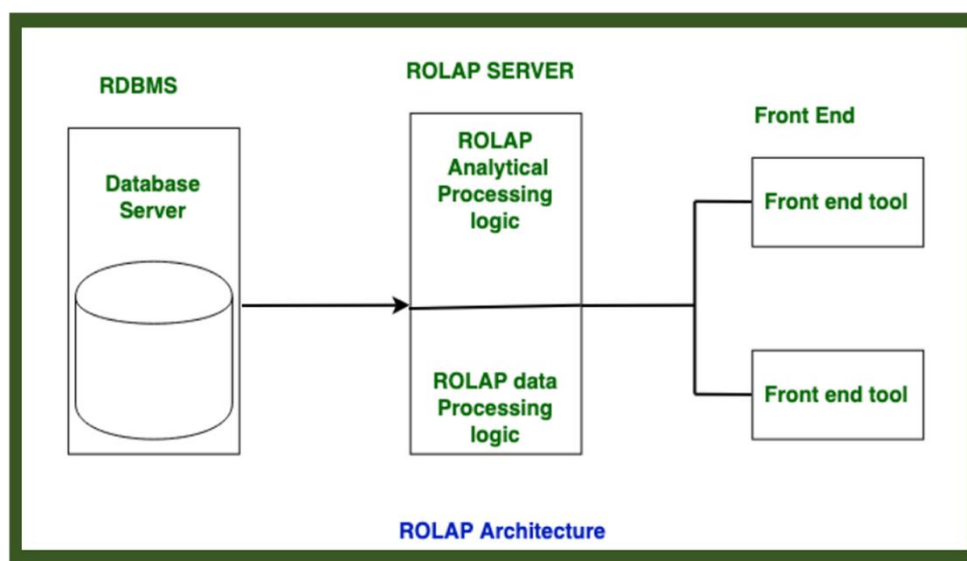 RDBMS
Database
Server
ROLAP SERVER
ROLAP
Analytical
Processing
logic
ROLAP data
Processing
logic
Front End
Front end tool
Front end tool
ROLAP Architecture